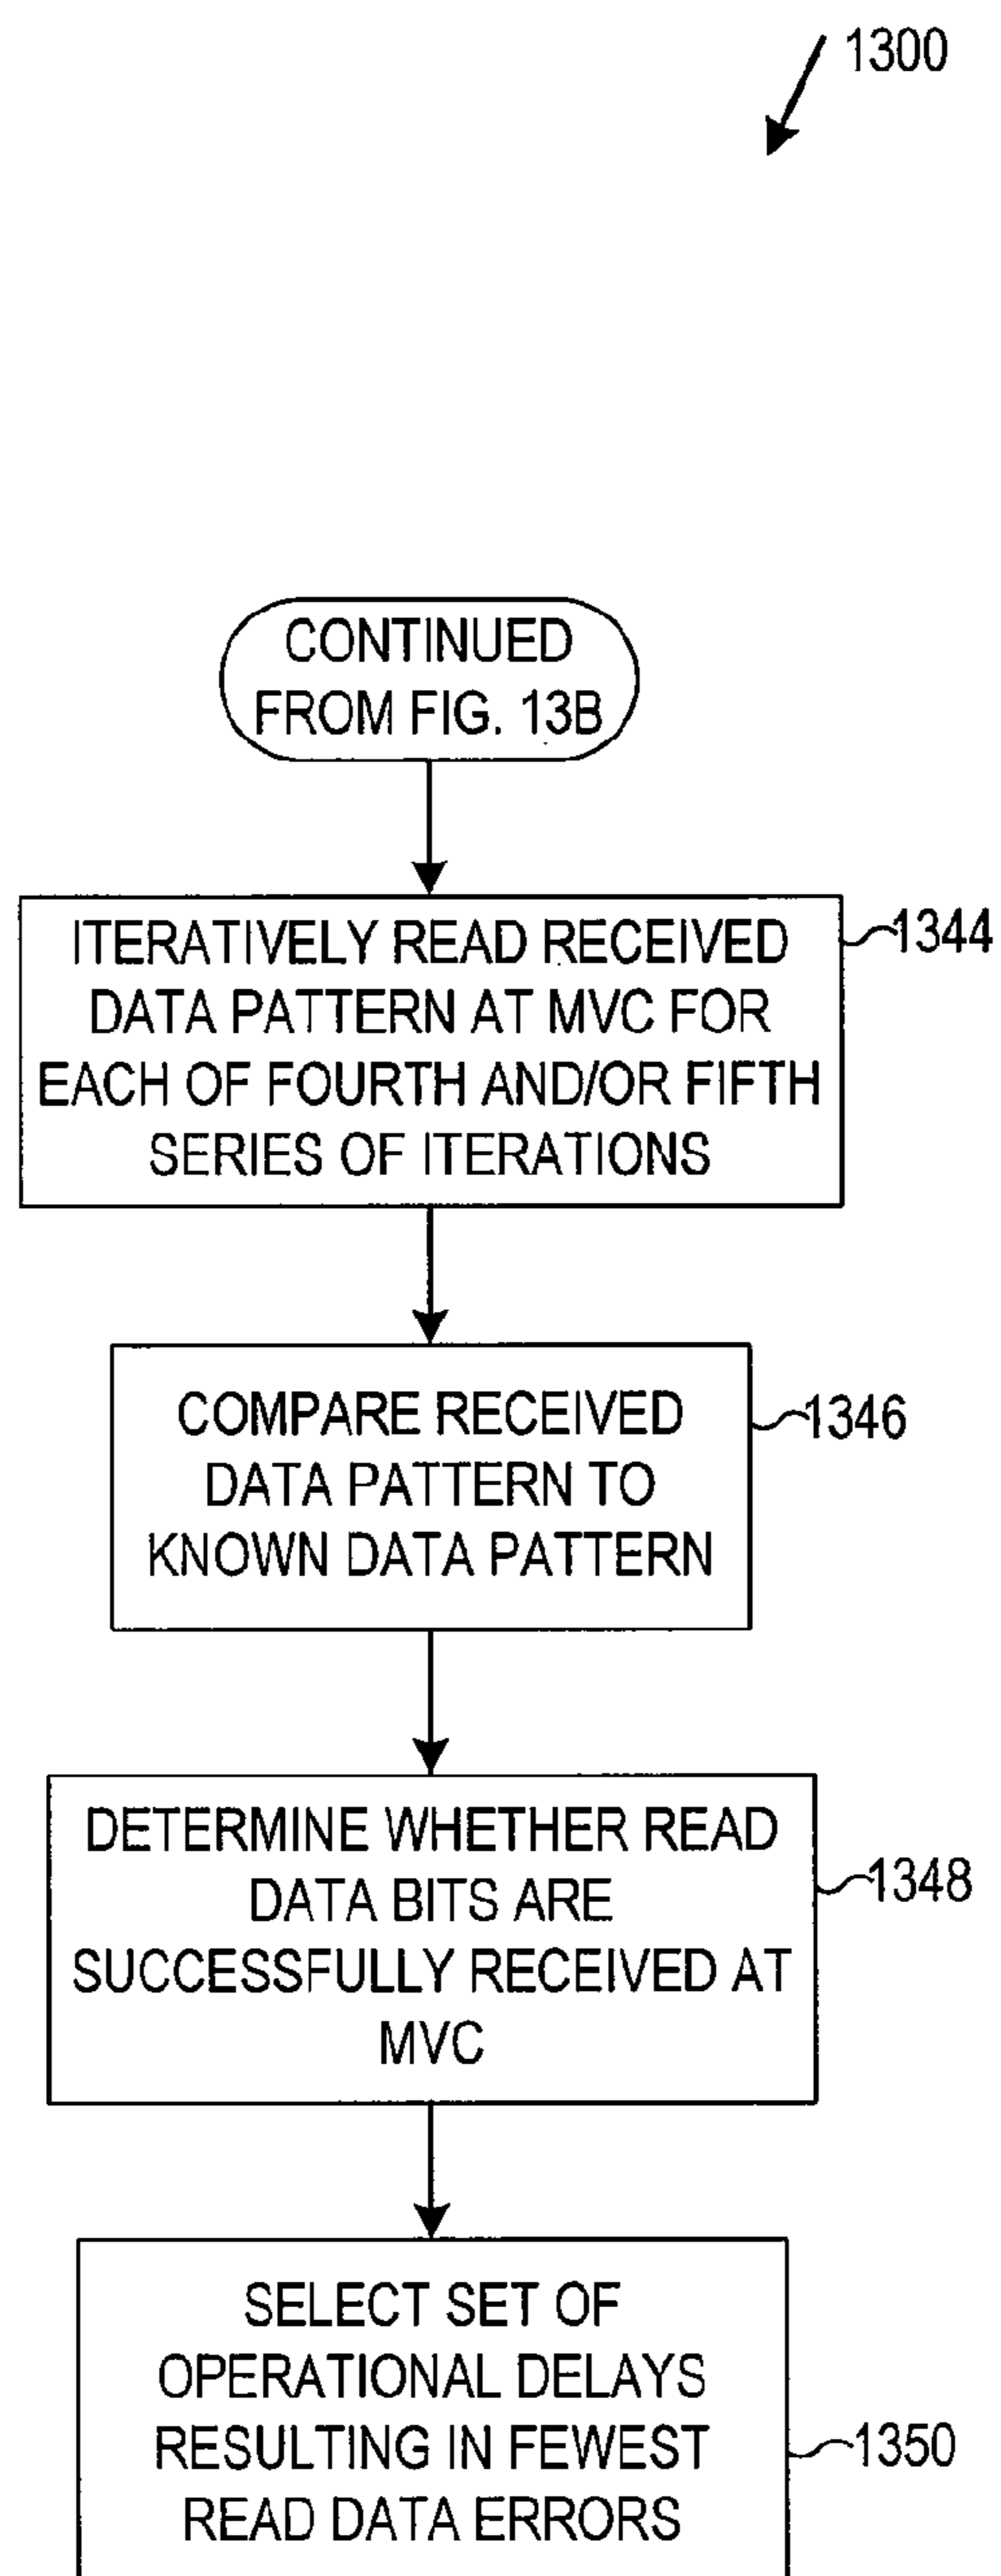 1300
CONTINUED
FROM FIG. 13B
ITERATIVELY READ RECEIVED
DATA PATTERN AT MVC FOR
EACH OF FOURTH AND/OR FIFTH
SERIES OF ITERATIONS
1344
COMPARE RECEIVED
DATA PATTERN TO
KNOWN DATA PATTERN
1346
DETERMINE WHETHER READ
DATA BITS ARE
SUCCESSFULLY RECEIVED AT
MVC
1348
SELECT SET OF
OPERATIONAL DELAYS
RESULTING IN FEWEST
READ DATA ERRORS
1350